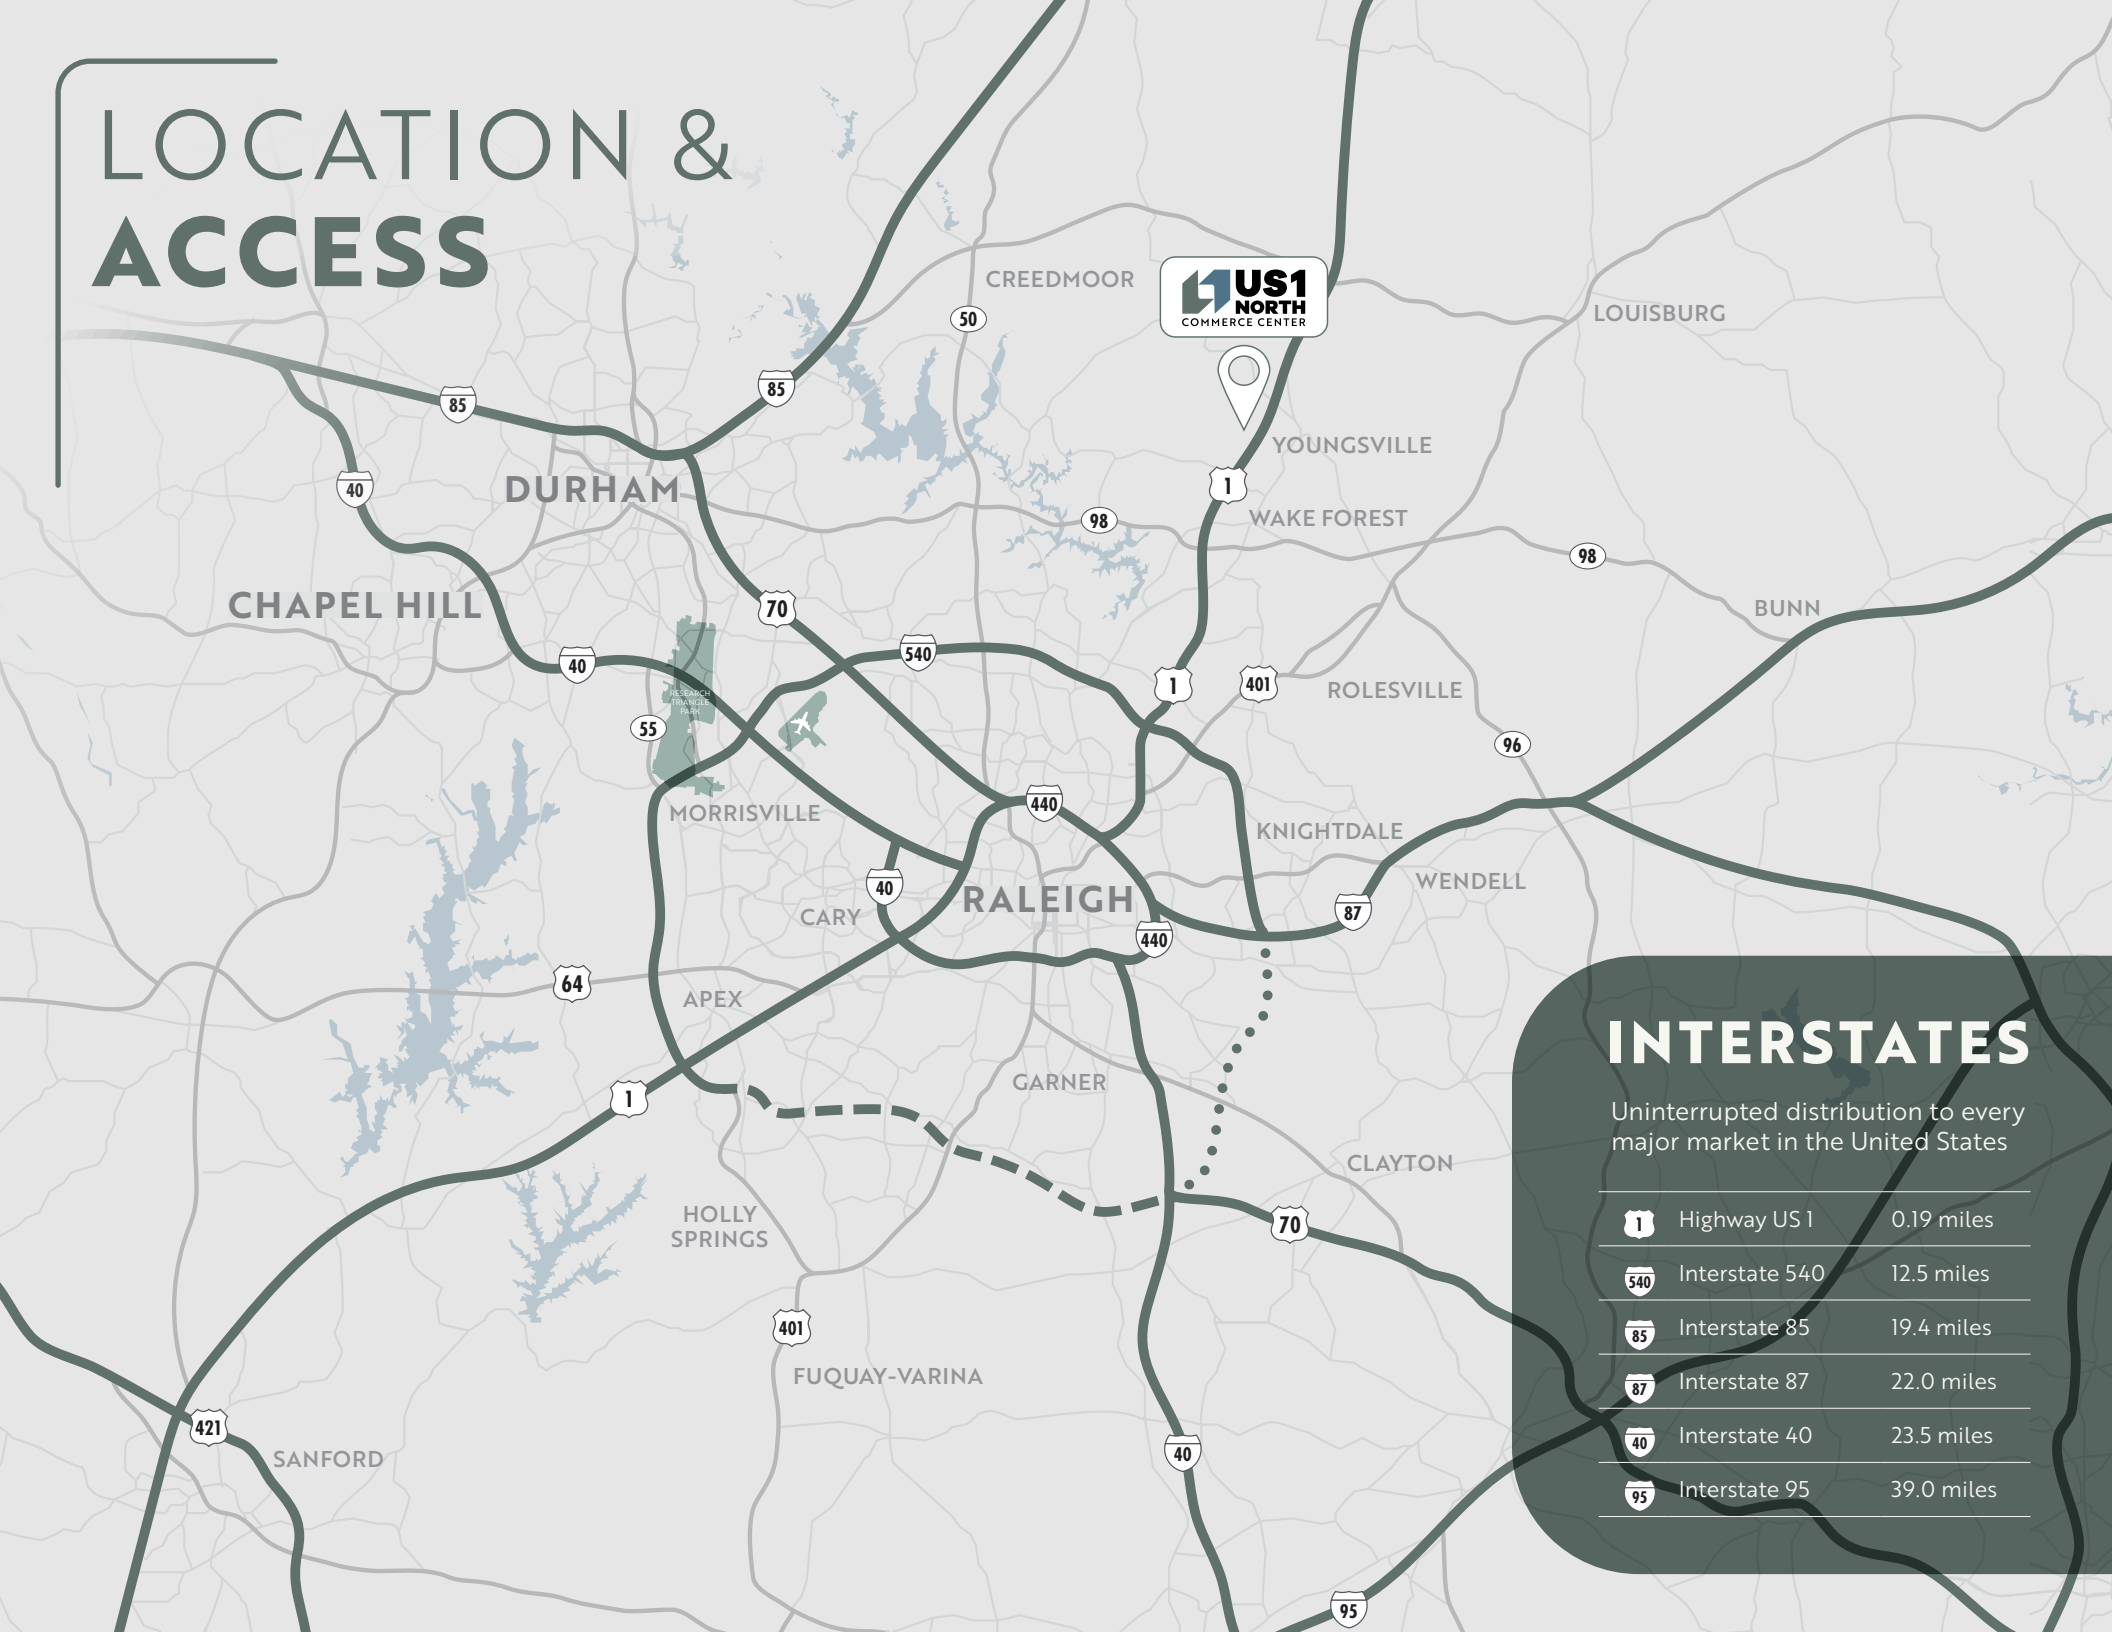 LOCATION &
ACCESS
CREEDMOOR
US1
NORTH
COMMERCE CENTER
50
LOUISBURG
85
85
YOUNGSVILLE
40
DURHAM
1
WAKE FOREST
98
98
CHAPEL HILL
70
BUNN
40
540
RESEARCH
TRIANGLE
PARK
1
401
ROLESVILLE
55
96
MORRISVILLE
440
KNIGHTDALE
40
RALEIGH
WENDELL
CARY
87
440
64
APEX
GARNER
1
CLAYTON
HOLLY
SPRINGS
70
401
FUQUAY-VARINA
421
SANFORD
40
95
INTERSTATES
Uninterrupted distribution to every
major market in the United States
1 Highway US 1 0.19 miles
540 Interstate 540 12.5 miles
85 Interstate 85 19.4 miles
87 Interstate 87 22.0 miles
40 Interstate 40 23.5 miles
95 Interstate 95 39.0 miles